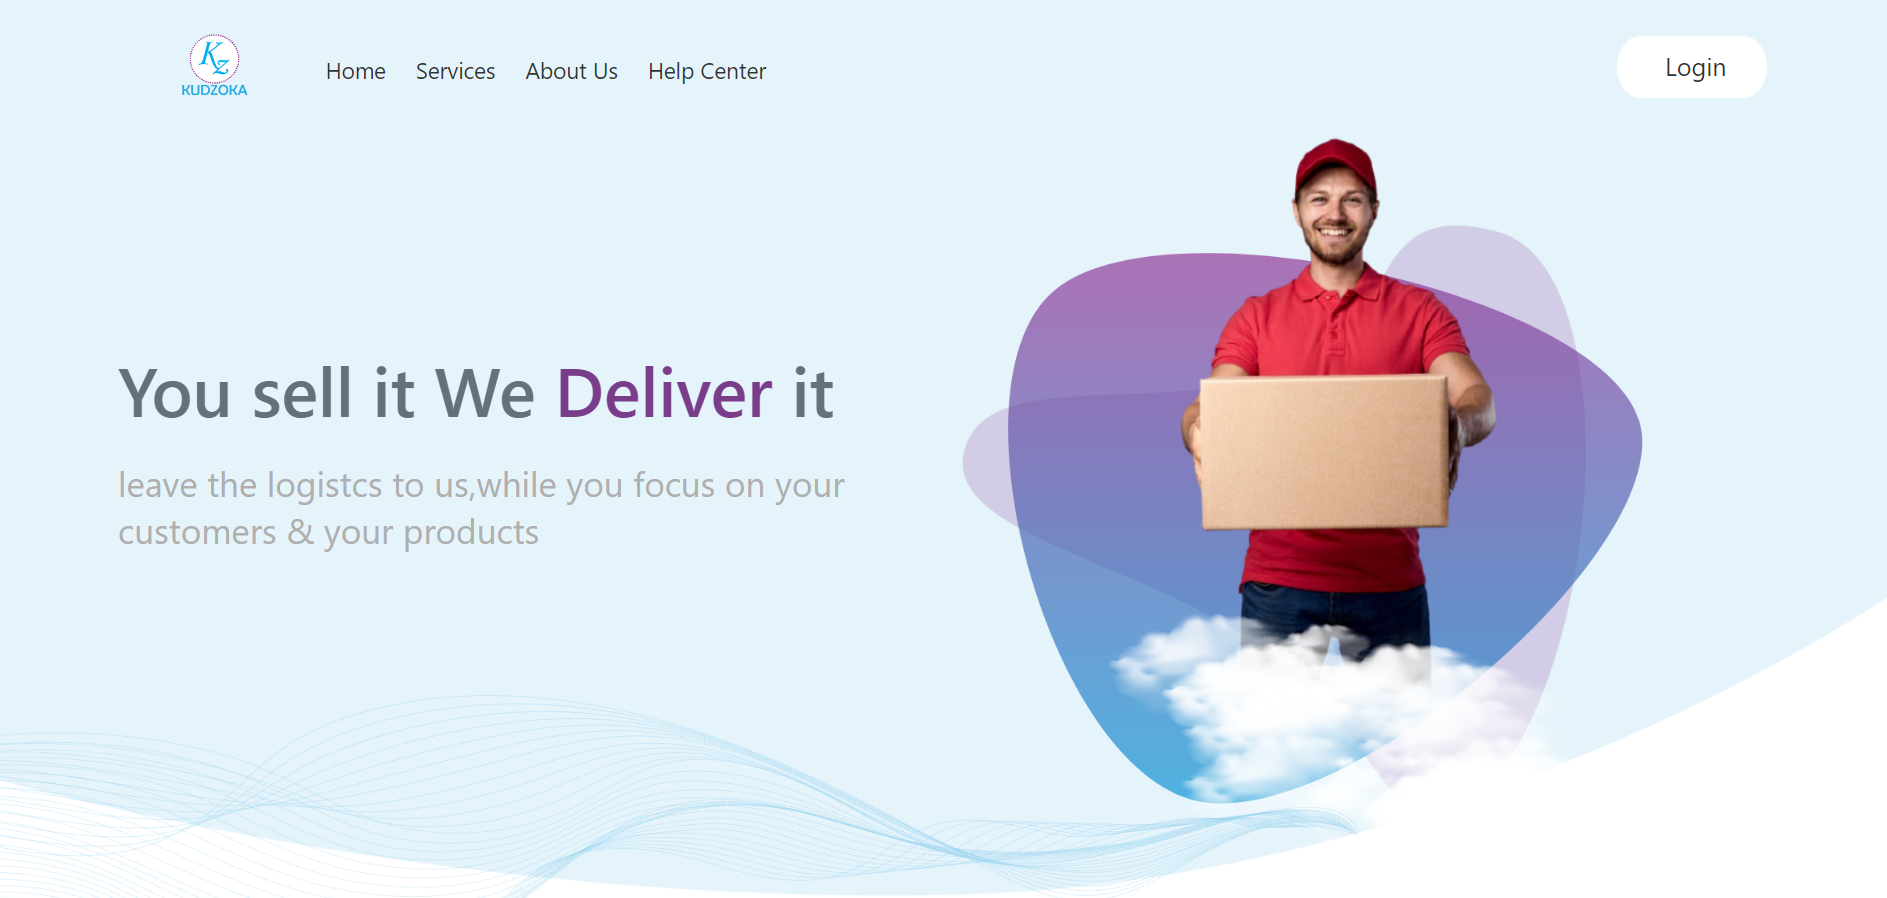 Kz
KUDZOKA
Home Services About Us Help Center
Login
You sell it We Deliver it
leave the logistcs to us,while you focus on your
customers & your products